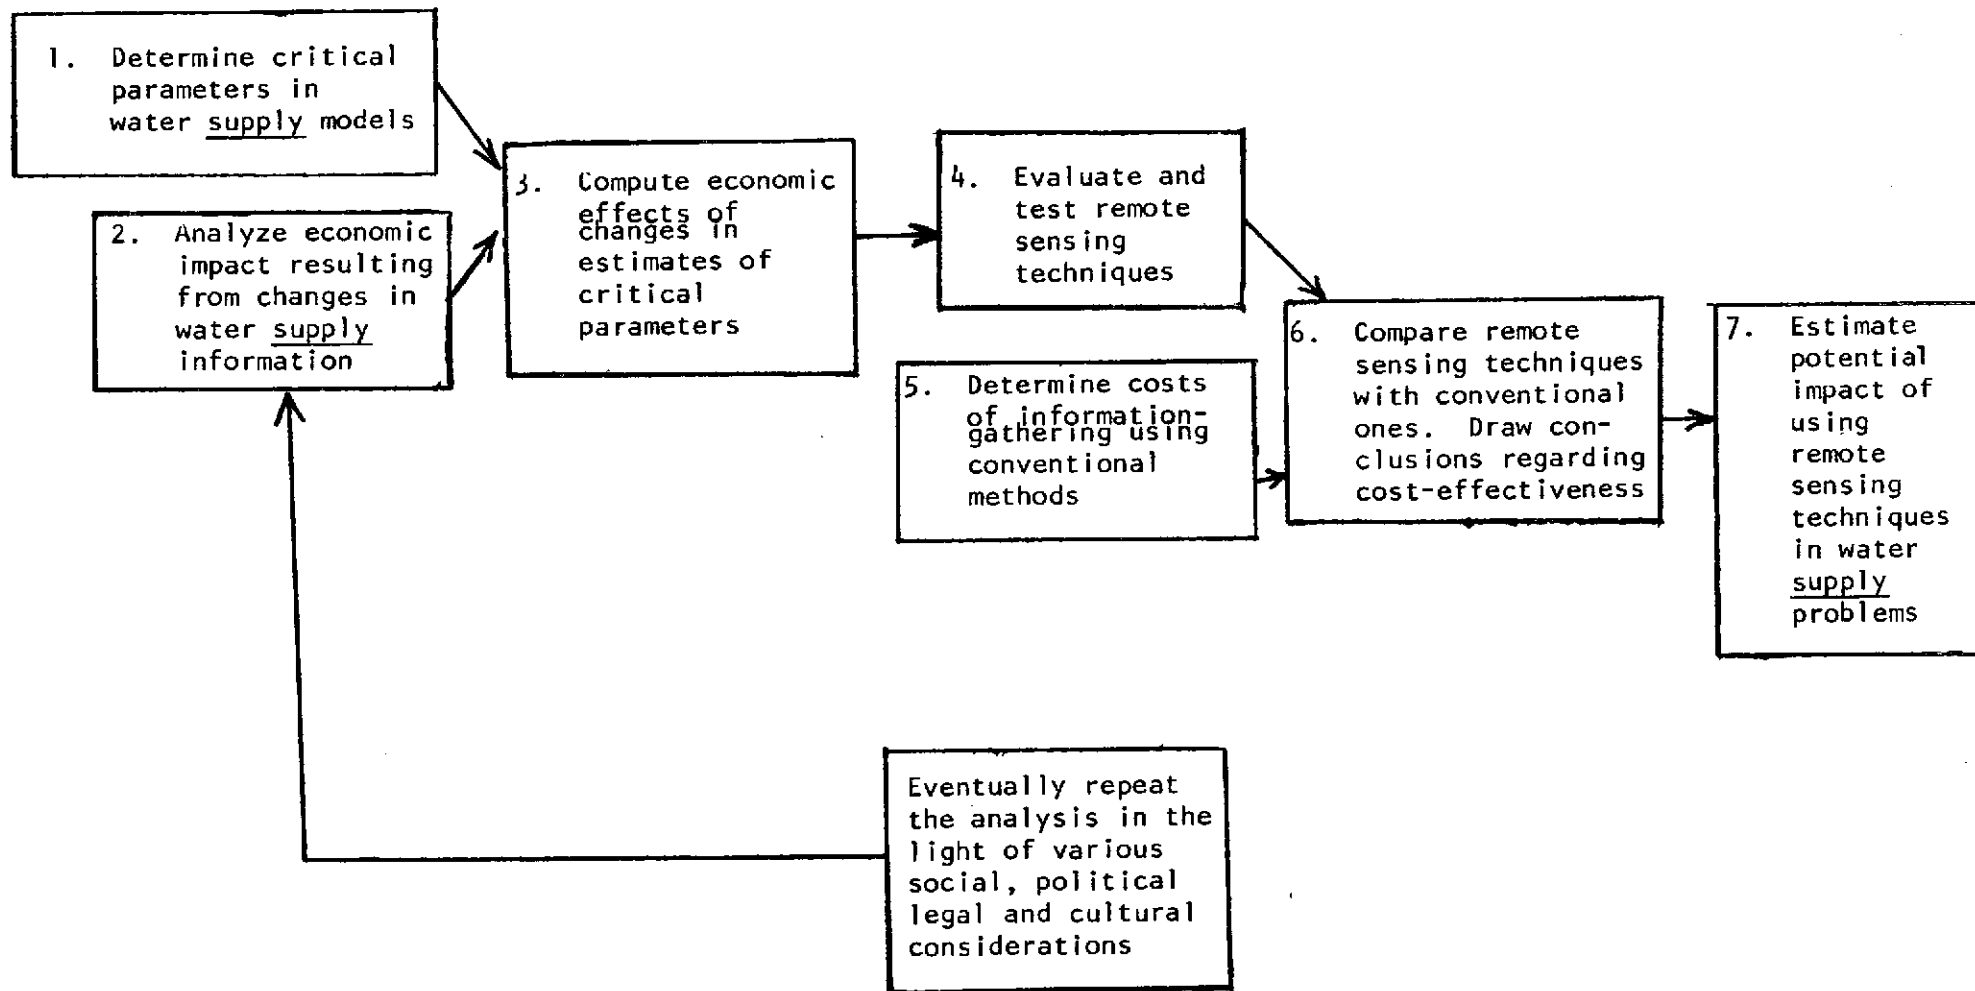 1. Determine critical
parameters in
water supply models
2. Analyze economic
impact resulting
from changes in
water supply
information
3. Compute economic
effects of
changes in
estimates of
critical
parameters
4. Evaluate and
test remote
sensing
techniques
5. Determine costs
of information-
gathering using
conventional
methods
6. Compare remote
sensing techniques
with conventional
ones. Draw con-
clusions regarding
cost-effectiveness
7. Estimate
potential
impact of
using
remote
sensing
techniques
in water
supply
problems
Eventually repeat
the analysis in the
light of various
social, political
legal and cultural
considerations